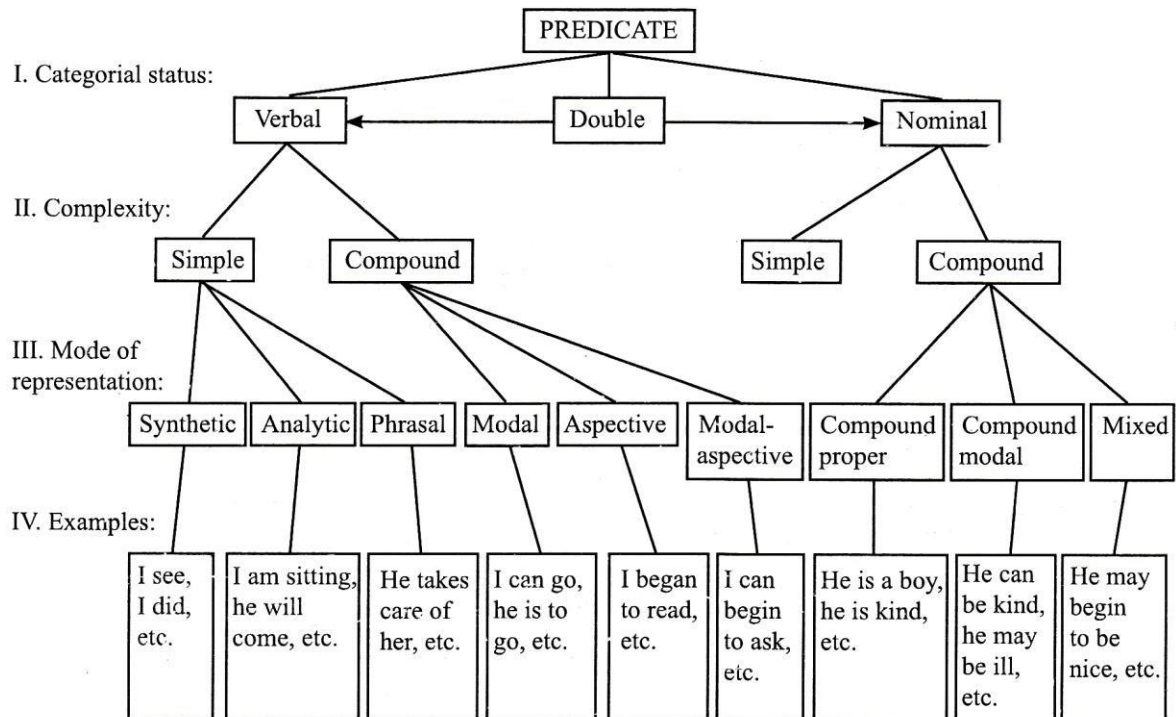 PREDICATE
I. Categorial status:
Verbal
Double
Nominal
II. Complexity:
Simple
Compound
Simple
Compound
III. Mode of
representation:
Synthetic
Analytic
Phrasal
Modal
Aspective
Modal-
aspective
Compound
proper
Compound
modal
Mixed
IV. Examples:
I see,
I did,
etc.
I am sitting,
he will
come, etc.
He takes
care of
her, etc.
I can go,
he is to
go, etc.
I began
to read,
etc.
I can
begin
to ask,
etc.
He is a boy,
he is kind,
etc.
He can
be kind,
he may
be ill,
etc.
He may
begin
to be
nice, etc.